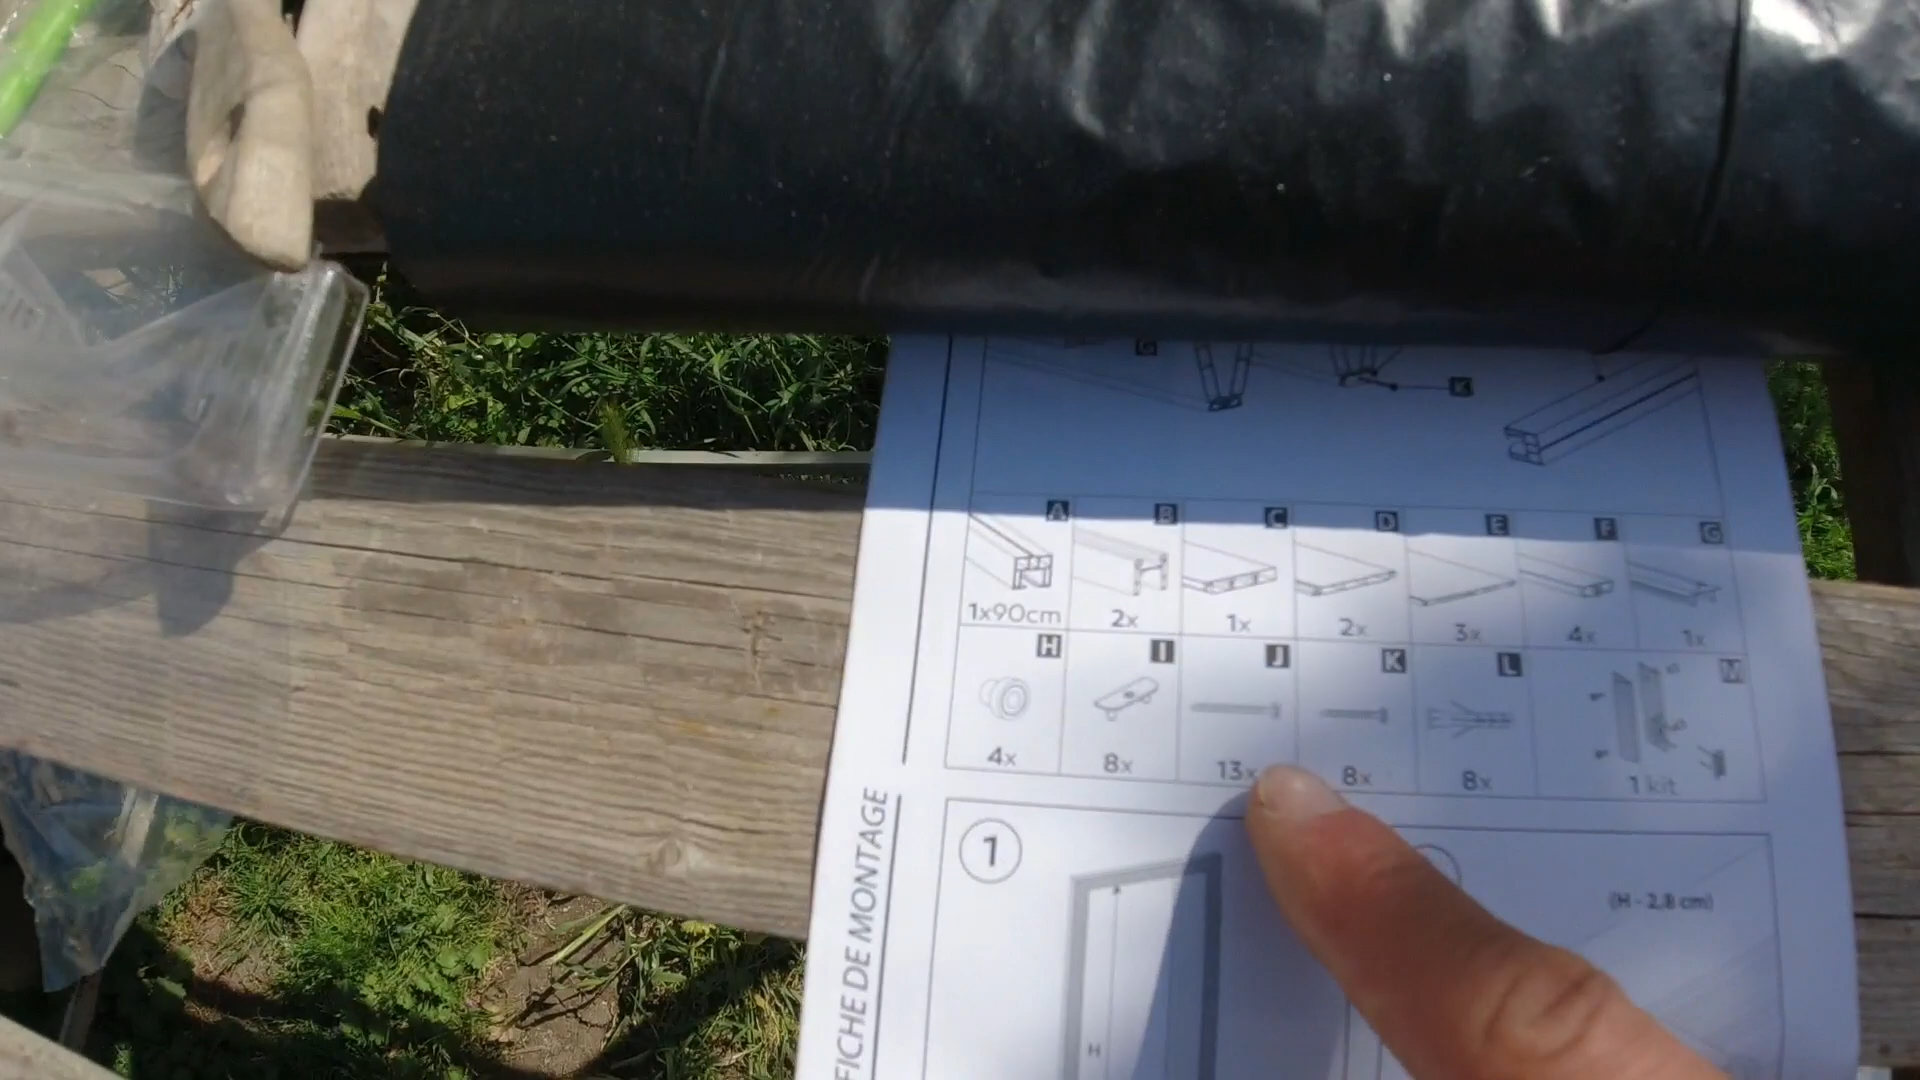 G
K
A B C D E F G
1x90cm 2x 1x 2x 3x 4x 1x
H I J K L M
4x 8x 13x 8x 8x 1 kit
FICHE DE MONTAGE
1
(H - 2,8 cm)
H